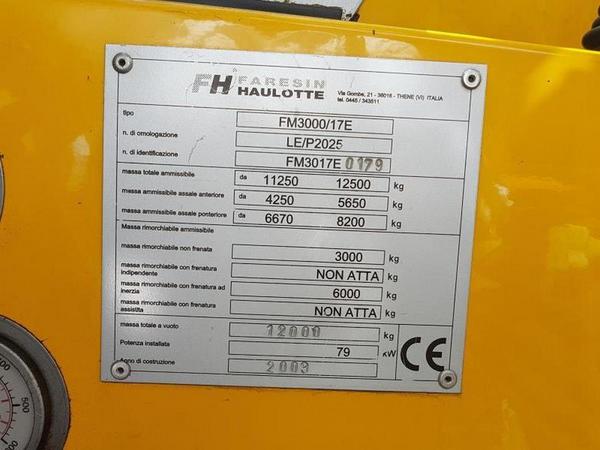 FH FARESIN HAULOTTE
Via Gombe, 21 - 36016 - THIENE (VI) ITALIA
tel. 0445 / 343511
tipo FM3000/17E
n. di omologazione LE/P2025
n. di identificazione FM3017E 0179
massa totale ammissibile da 11250 12500 kg
massa ammissibile assale anteriore da 4250 5650 kg
massa ammissibile assale posteriore da 6670 8200 kg
Massa rimorchiabile ammissibile
massa rimorchiabile non frenata 3000 kg
massa rimorchiabile con frenatura indipendente NON ATTA kg
massa rimorchiabile con frenatura ad inerzia 6000 kg
massa rimorchiabile con frenatura assistita NON ATTA kg
massa totale a vuoto 12000 kg
Potenza installata 79 KW
Anno di costruzione 2003
CE
500